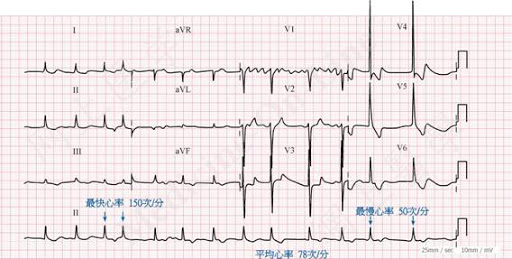 I aVR V1 V4
II aVL V2 V5
III aVF V3 V6
最快心率 150次/分 最慢心率 50次/分
II
平均心率 78次/分 25mm / sec 10mm / mV